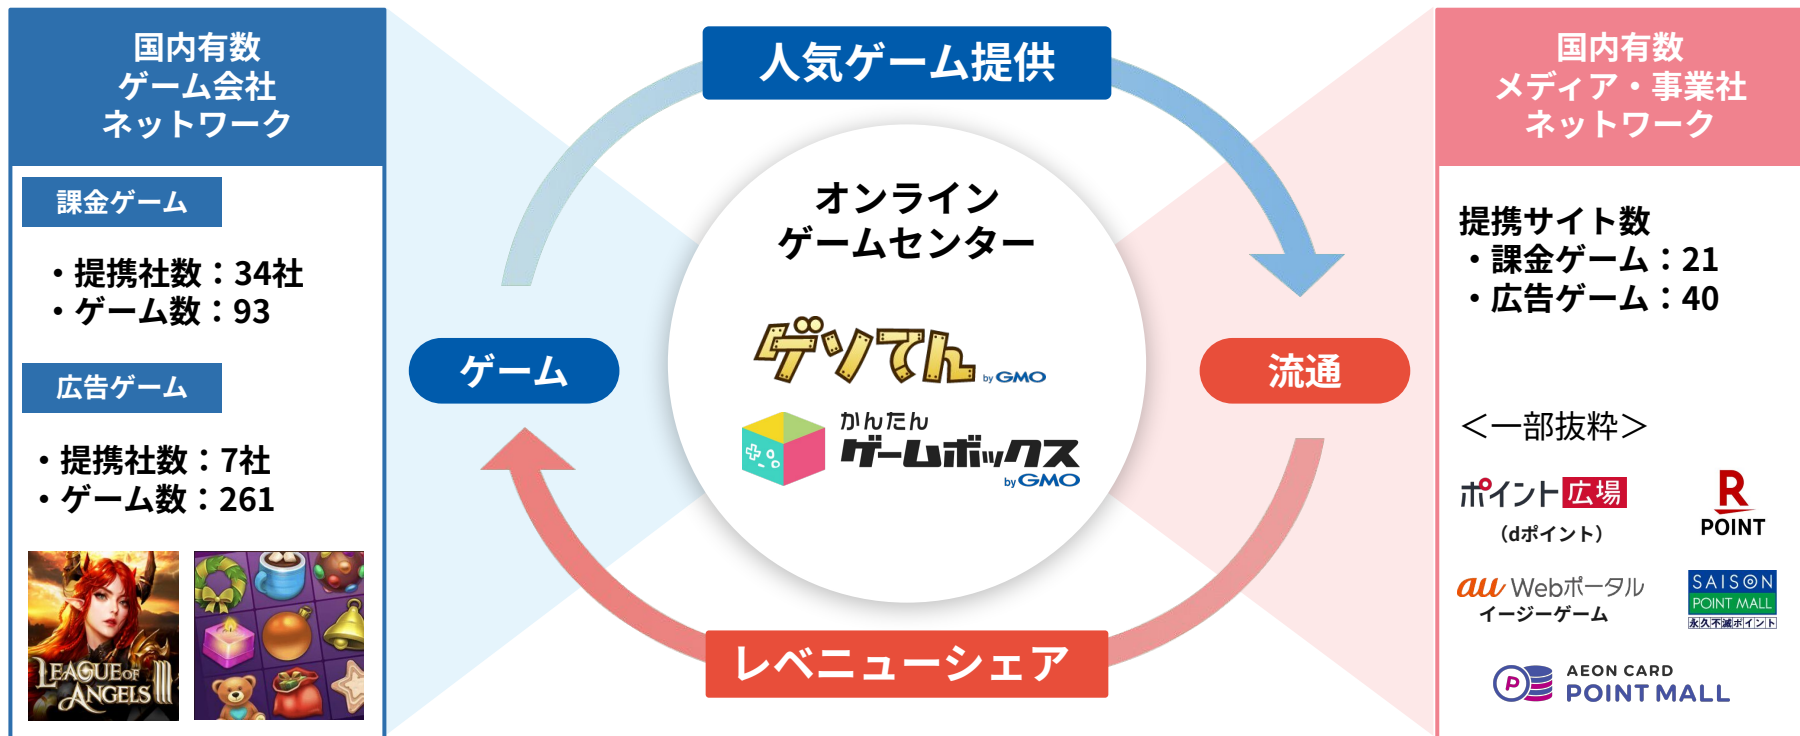 国内有数
ゲーム会社
ネットワーク
課金ゲーム
・提携社数：34社
・ゲーム数：93
広告ゲーム
・提携社数：7社
・ゲーム数：261
LEAGUE OF
ANGELS III
人気ゲーム提供
オンライン
ゲームセンター
ゲソてん by GMO
かんたん
ゲームボックス
by GMO
ゲーム
流通
レベニューシェア
国内有数
メディア・事業社
ネットワーク
提携サイト数
・課金ゲーム：21
・広告ゲーム：40
＜一部抜粋＞
ポイント広場
（dポイント）
R
POINT
au Webポータル
イージーゲーム
SAISON
POINT MALL
永久不滅ポイント
P
AEON CARD
POINT MALL